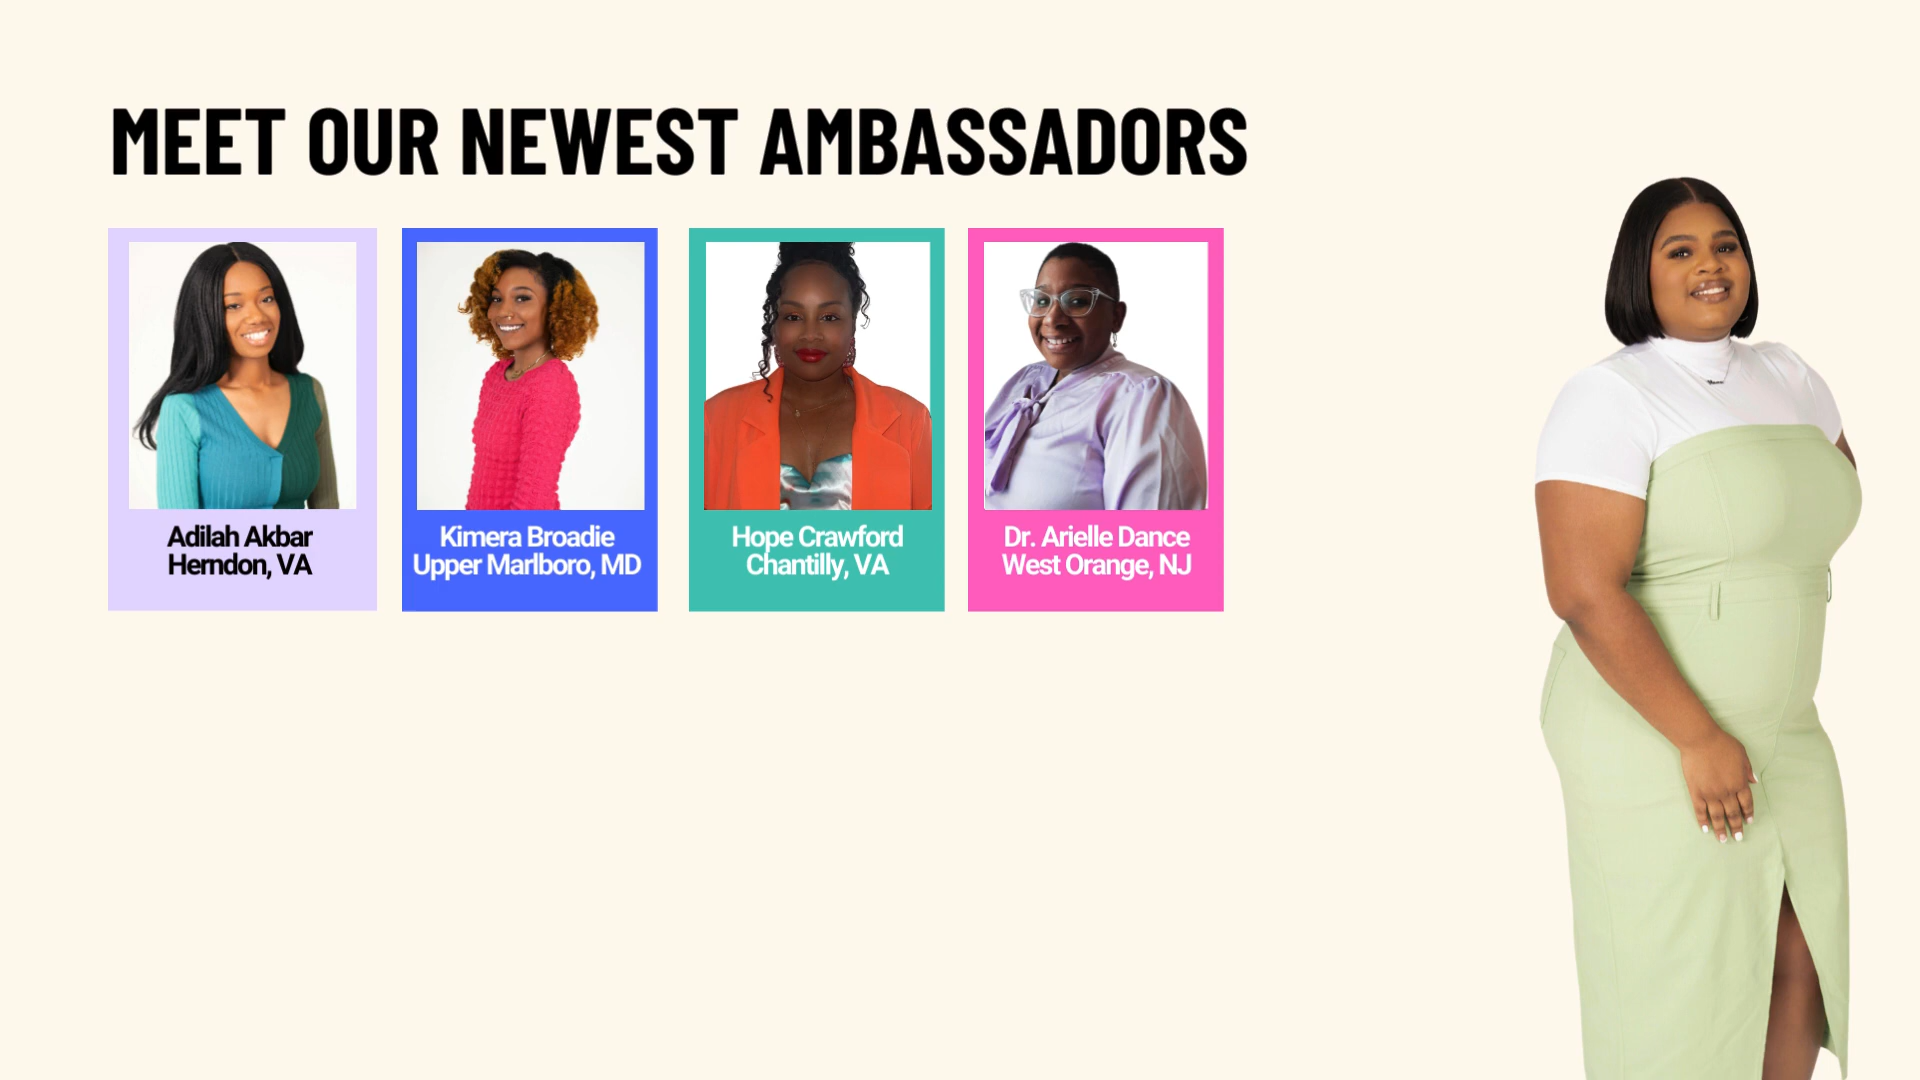 MEET OUR NEWEST AMBASSADORS
Adilah Akbar
Herndon, VA
Kimera Broadie
Upper Marlboro, MD
Hope Crawford
Chantilly, VA
Dr. Arielle Dance
West Orange, NJ